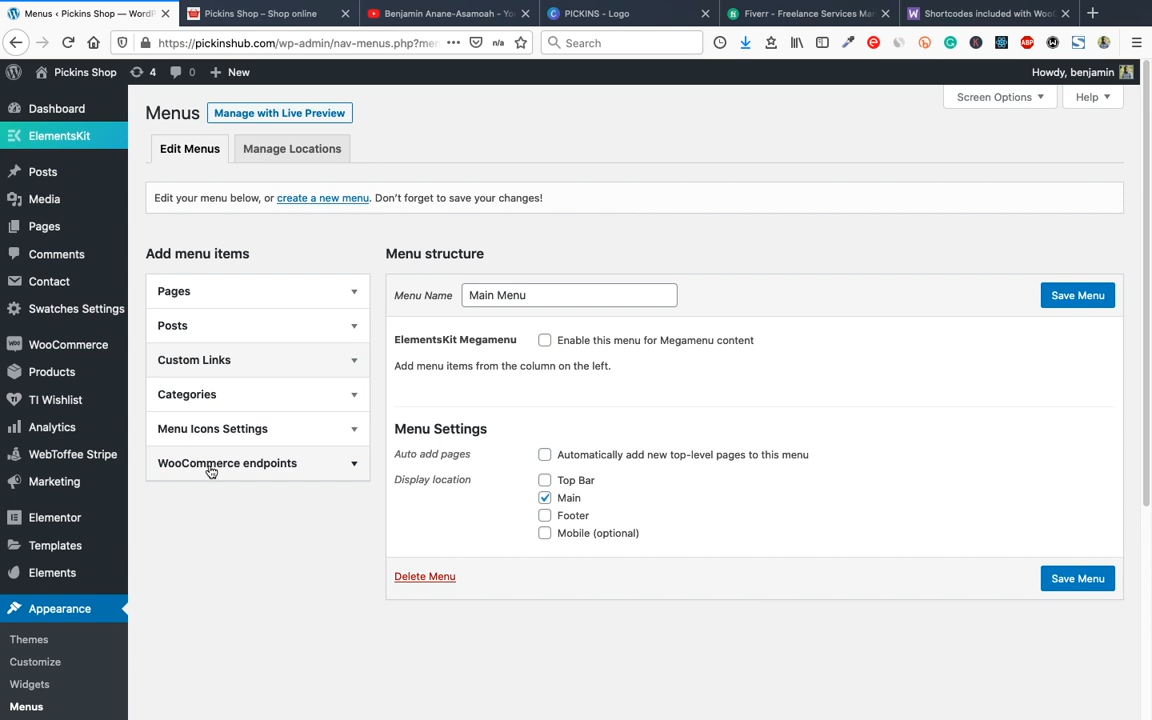 Menus ‹ Pickins Shop — WordP
Pickins Shop – Shop online
Benjamin Anane-Asamoah - Yo
PICKINS - Logo
Fiverr - Freelance Services Ma
Shortcodes included with WooC
https://pickinshub.com/wp-admin/nav-menus.php?me
Search
Pickins Shop
4
0
New
Howdy, benjamin
Dashboard
ElementsKit
Posts
Media
Pages
Comments
Contact
Swatches Settings
WooCommerce
Products
TI Wishlist
Analytics
WebToffee Stripe
Marketing
Elementor
Templates
Elements
Appearance
Themes
Customize
Widgets
Menus
Screen Options
Help
Menus
Manage with Live Preview
Edit Menus
Manage Locations
Edit your menu below, or create a new menu. Don't forget to save your changes!
Add menu items
Pages
Posts
Custom Links
Categories
Menu Icons Settings
WooCommerce endpoints
Menu structure
Menu Name
Main Menu
Save Menu
ElementsKit Megamenu
Enable this menu for Megamenu content
Add menu items from the column on the left.
Menu Settings
Auto add pages
Automatically add new top-level pages to this menu
Display location
Top Bar
Main
Footer
Mobile (optional)
Delete Menu
Save Menu